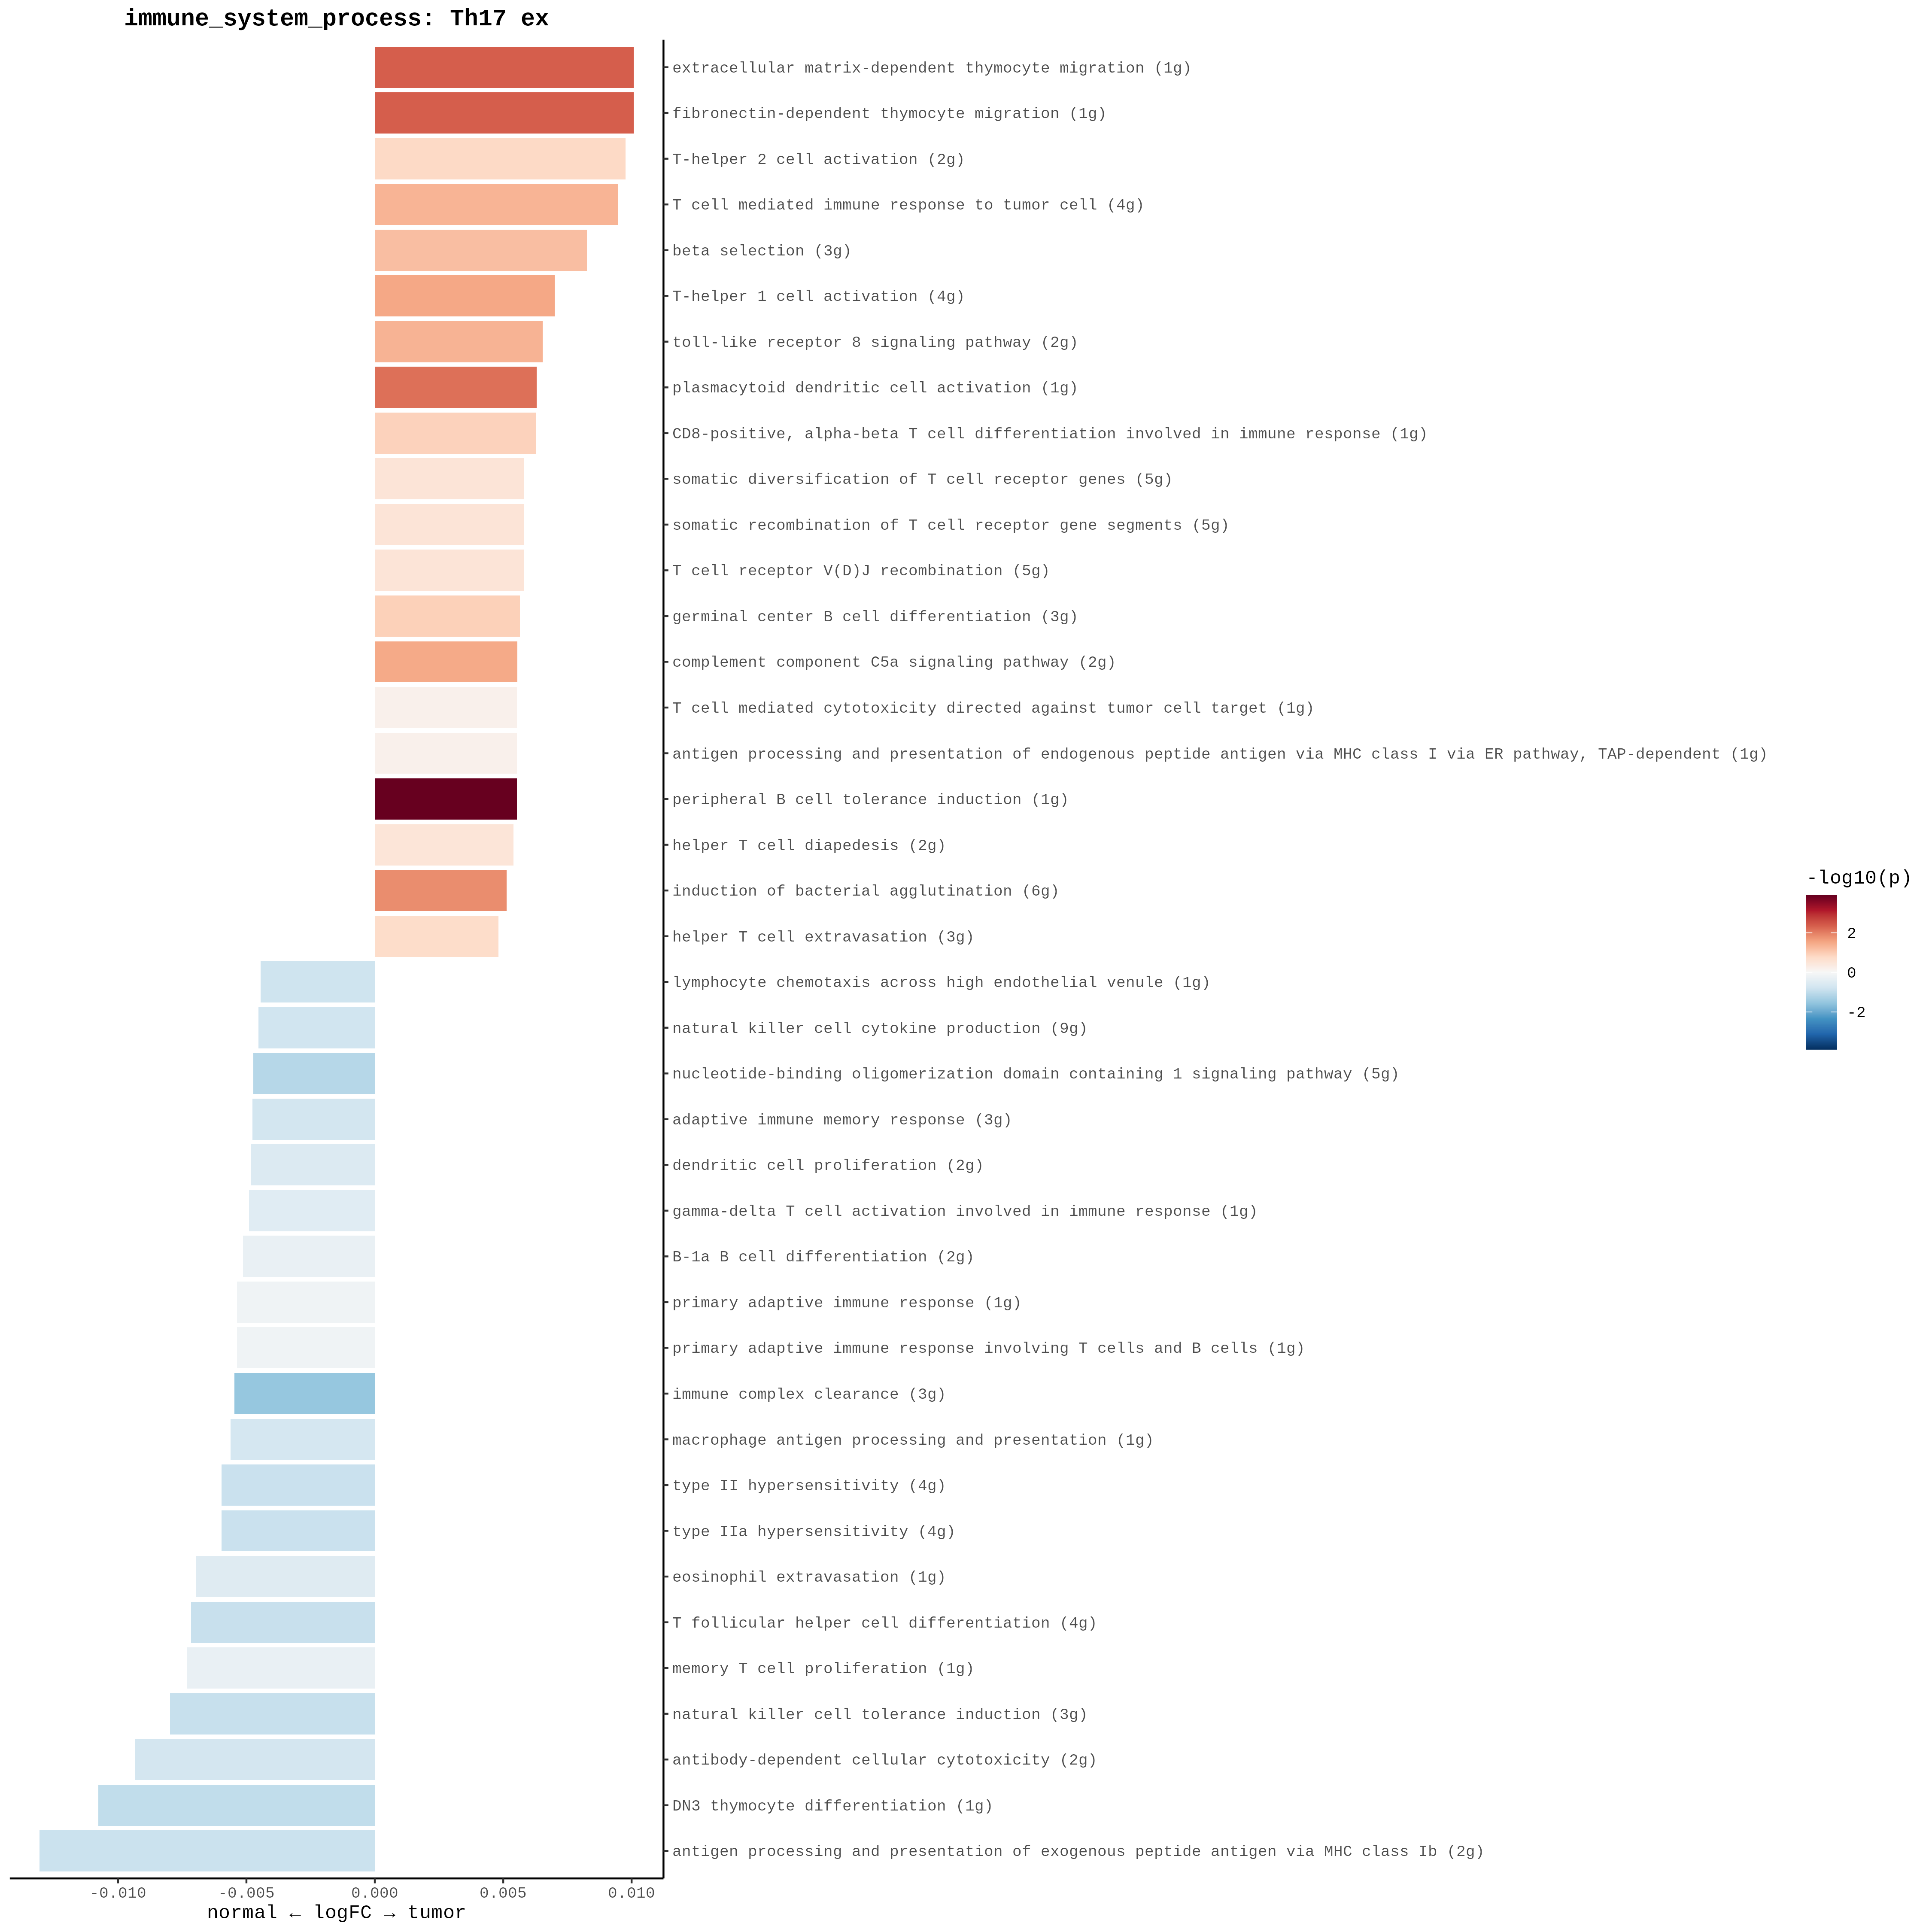 immune_system_process: Th17 ex
extracellular matrix-dependent thymocyte migration (1g)
fibronectin-dependent thymocyte migration (1g)
T-helper 2 cell activation (2g)
T cell mediated immune response to tumor cell (4g)
beta selection (3g)
T-helper 1 cell activation (4g)
toll-like receptor 8 signaling pathway (2g)
plasmacytoid dendritic cell activation (1g)
CD8-positive, alpha-beta T cell differentiation involved in immune response (1g)
somatic diversification of T cell receptor genes (5g)
somatic recombination of T cell receptor gene segments (5g)
T cell receptor V(D)J recombination (5g)
germinal center B cell differentiation (3g)
complement component C5a signaling pathway (2g)
T cell mediated cytotoxicity directed against tumor cell target (1g)
antigen processing and presentation of endogenous peptide antigen via MHC class I via ER pathway, TAP-dependent (1g)
peripheral B cell tolerance induction (1g)
helper T cell diapedesis (2g)
induction of bacterial agglutination (6g)
helper T cell extravasation (3g)
lymphocyte chemotaxis across high endothelial venule (1g)
natural killer cell cytokine production (9g)
nucleotide-binding oligomerization domain containing 1 signaling pathway (5g)
adaptive immune memory response (3g)
dendritic cell proliferation (2g)
gamma-delta T cell activation involved in immune response (1g)
B-1a B cell differentiation (2g)
primary adaptive immune response (1g)
primary adaptive immune response involving T cells and B cells (1g)
immune complex clearance (3g)
macrophage antigen processing and presentation (1g)
type II hypersensitivity (4g)
type IIa hypersensitivity (4g)
eosinophil extravasation (1g)
T follicular helper cell differentiation (4g)
memory T cell proliferation (1g)
natural killer cell tolerance induction (3g)
antibody-dependent cellular cytotoxicity (2g)
DN3 thymocyte differentiation (1g)
antigen processing and presentation of exogenous peptide antigen via MHC class Ib (2g)
-0.010 -0.005 0.000 0.005 0.010
normal ← logFC → tumor
-log10(p)
2
0
-2